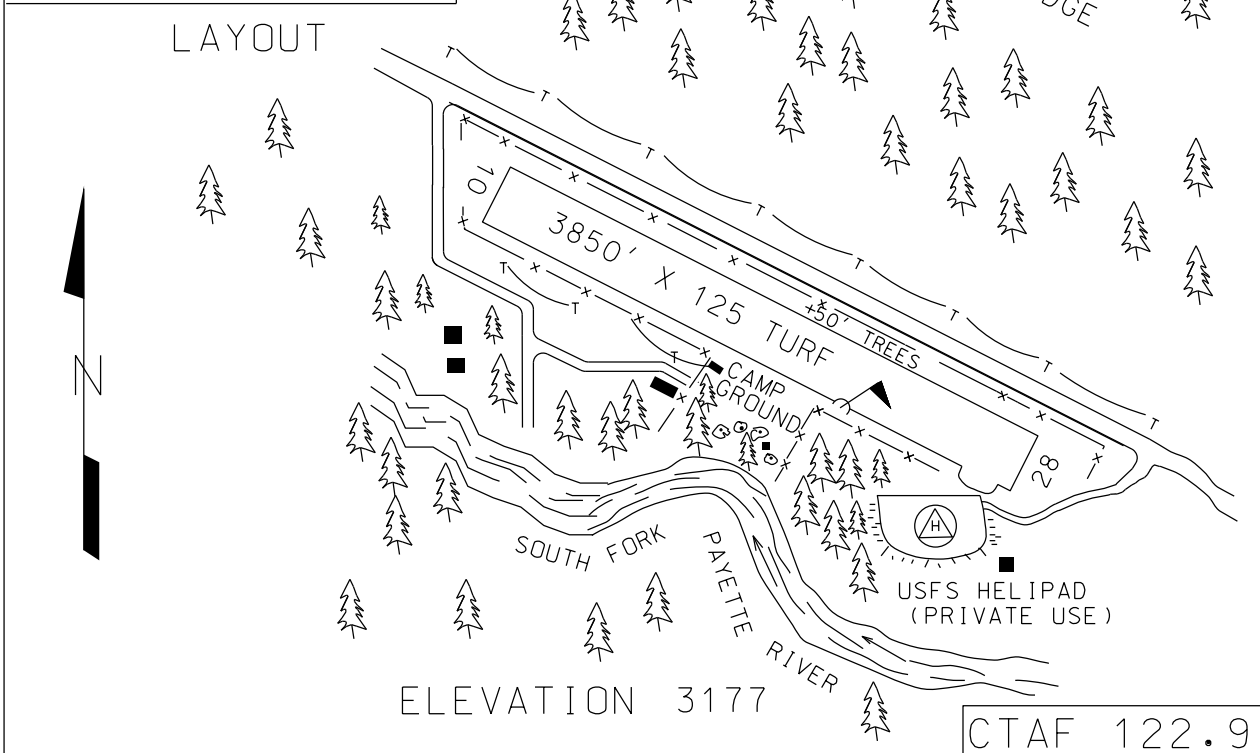 DGE
LAYOUT
T
T
T
10
T
3850' X 125 TURF
T
T
T
N
T
+50' TREES
T
T
T
CAMP
GROUND
28
H
SOUTH FORK
PAYETTE
RIVER
USFS HELIPAD
(PRIVATE USE)
ELEVATION 3177
CTAF 122.9